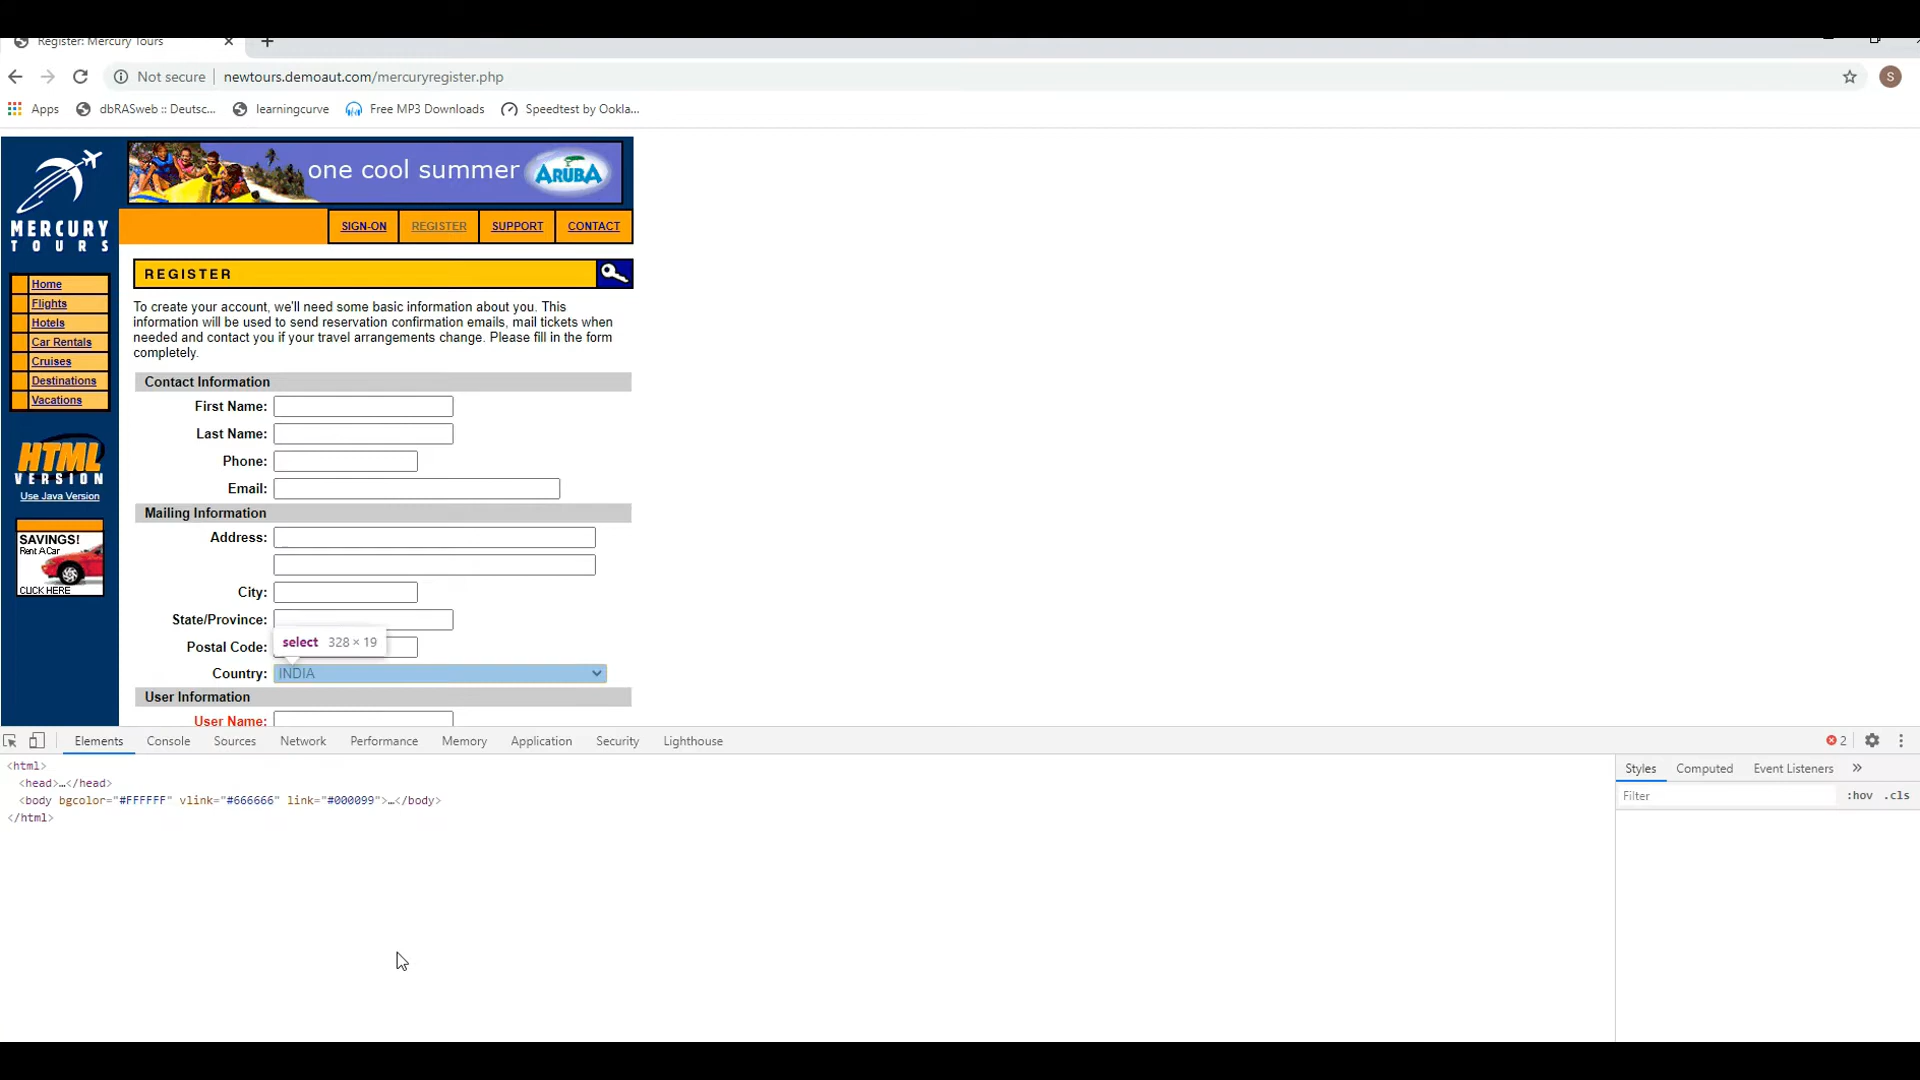 Register: Mercury Tours
Not secure newtours.demoaut.com/mercuryregister.php S
Apps dbRASweb :: Deutsc... learningcurve Free MP3 Downloads Speedtest by Ookla...
one cool summer ARUBA
MERCURY
TOURS
SIGN-ON REGISTER SUPPORT CONTACT
REGISTER
Home
Flights
Hotels
Car Rentals
Cruises
Destinations
Vacations
HTML
VERSION
Use Java Version
SAVINGS!
Rent A Car
CLICK HERE
To create your account, we'll need some basic information about you. This
information will be used to send reservation confirmation emails, mail tickets when
needed and contact you if your travel arrangements change. Please fill in the form
completely.
Contact Information
First Name:
Last Name:
Phone:
Email:
Mailing Information
Address:
City:
State/Province:
select 328 × 19
Postal Code:
Country: INDIA
User Information
User Name:
Elements Console Sources Network Performance Memory Application Security Lighthouse 2
<html>
<head>…</head>
<body bgcolor="#FFFFFF" vlink="#666666" link="#000099">…</body>
</html>
Styles Computed Event Listeners »
Filter :hov .cls